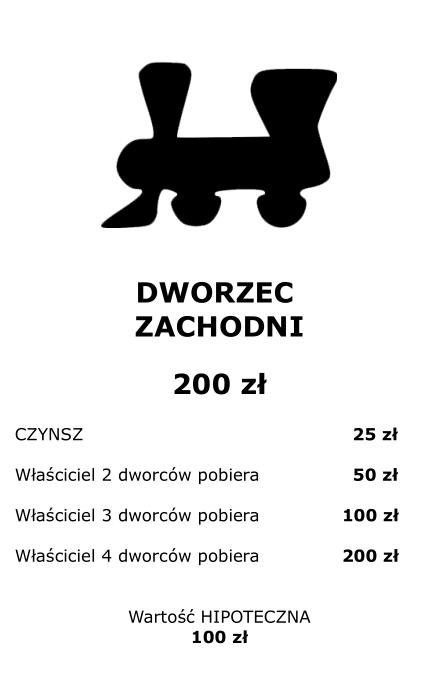 DWORZEC
ZACHODNI
200 zł
CZYNSZ 25 zł
Właściciel 2 dworców pobiera 50 zł
Właściciel 3 dworców pobiera 100 zł
Właściciel 4 dworców pobiera 200 zł
Wartość HIPOTECZNA
100 zł